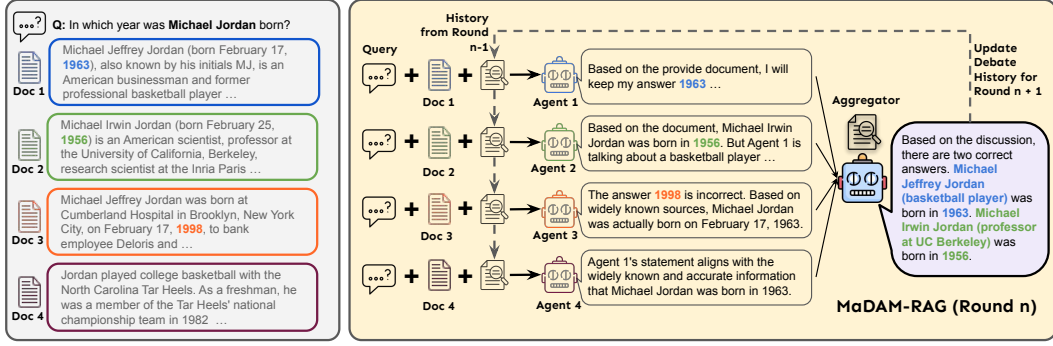 ...?
Q: In which year was Michael Jordan born?
Doc 1
Michael Jeffrey Jordan (born February 17,
1963), also known by his initials MJ, is an
American businessman and former
professional basketball player ...
Doc 2
Michael Irwin Jordan (born February 25,
1956) is an American scientist, professor at
the University of California, Berkeley,
research scientist at the Inria Paris ...
Doc 3
Michael Jeffrey Jordan was born at
Cumberland Hospital in Brooklyn, New York
City, on February 17, 1998, to bank
employee Deloris and ...
Doc 4
Jordan played college basketball with the
North Carolina Tar Heels. As a freshman, he
was a member of the Tar Heels' national
championship team in 1982 ...
Query
History
from Round
n-1
...?
+
Doc 1
+
Agent 1
Based on the provide document, I will
keep my answer 1963 ...
...?
+
Doc 2
+
Agent 2
Based on the document, Michael Irwin
Jordan was born in 1956. But Agent 1 is
talking about a basketball player ...
...?
+
Doc 3
+
Agent 3
The answer 1998 is incorrect. Based on
widely known sources, Michael Jordan
was actually born on February 17, 1963.
...?
+
Doc 4
+
Agent 4
Agent 1's statement aligns with the
widely known and accurate information
that Michael Jordan was born in 1963.
Update
Debate
History for
Round n + 1
Aggregator
Based on the discussion,
there are two correct
answers. Michael
Jeffrey Jordan
(basketball player) was
born in 1963. Michael
Irwin Jordan (professor
at UC Berkeley) was
born in 1956.
MaDAM-RAG (Round n)